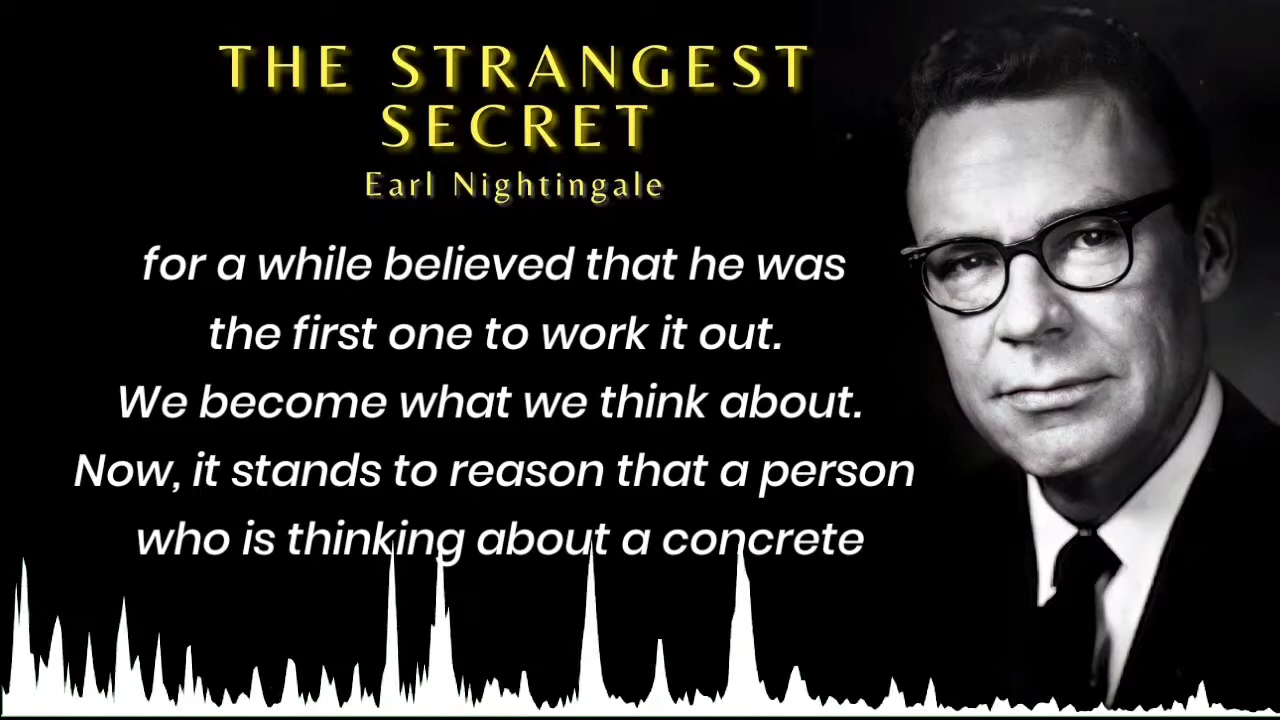 THE STRANGEST
SECRET
Earl Nightingale
for a while believed that he was
the first one to work it out.
We become what we think about.
Now, it stands to reason that a person
who is thinking about a concrete